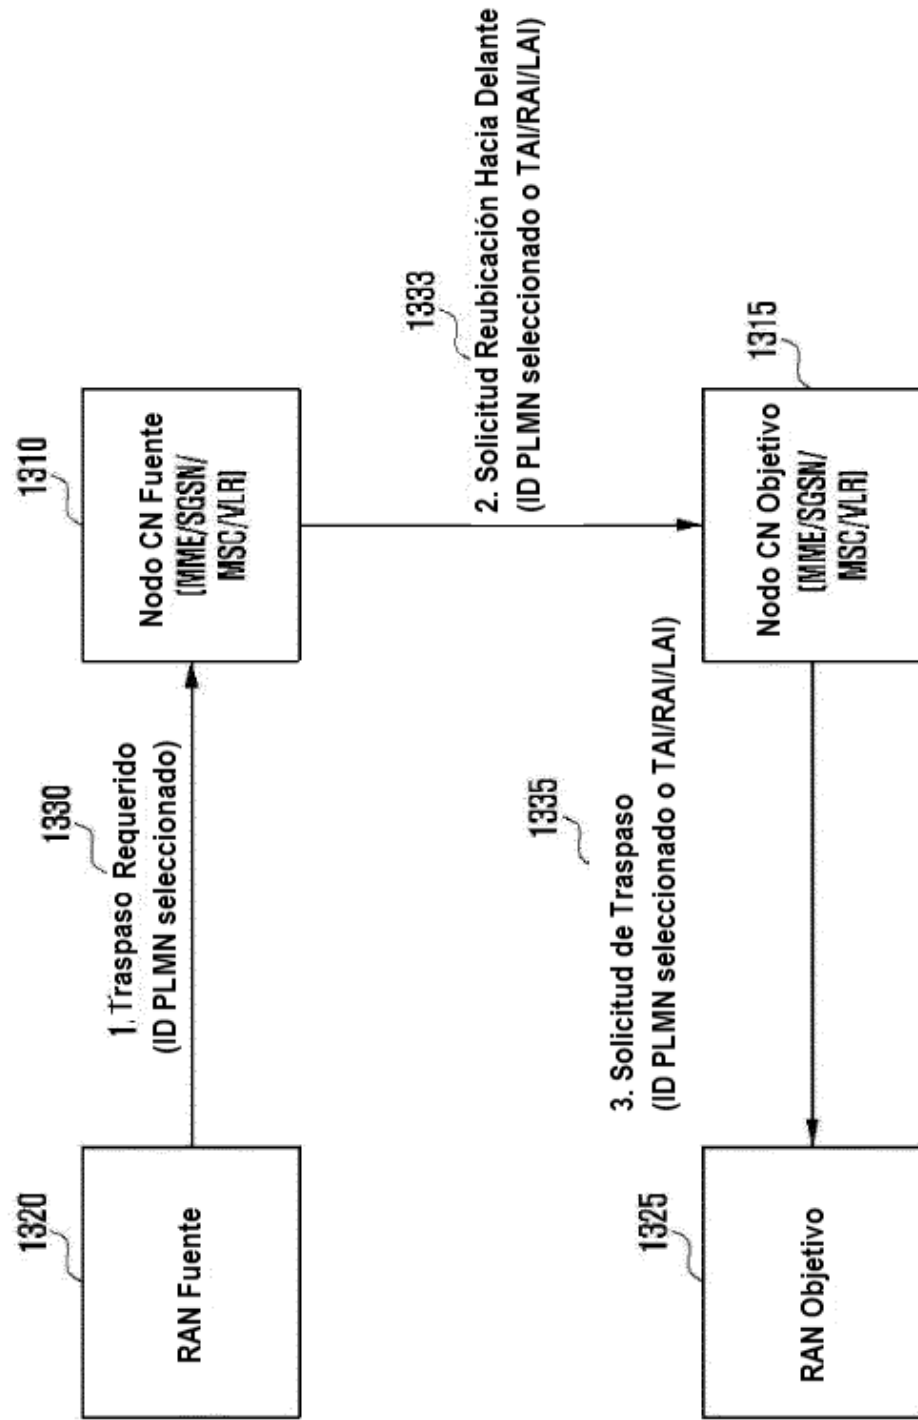 1320
RAN Fuente
1330
1. Traspaso Requerido
(ID PLMN seleccionado)
1310
Nodo CN Fuente
(MME/SGSN/
MSC/VLR)
1333
2. Solicitud Reubicación Hacia Delante
(ID PLMN seleccionado o TAI/RAI/LAI)
1315
Nodo CN Objetivo
(MME/SGSN/
MSC/VLR)
1335
3. Solicitud de Traspaso
(ID PLMN seleccionado o TAI/RAI/LAI)
1325
RAN Objetivo